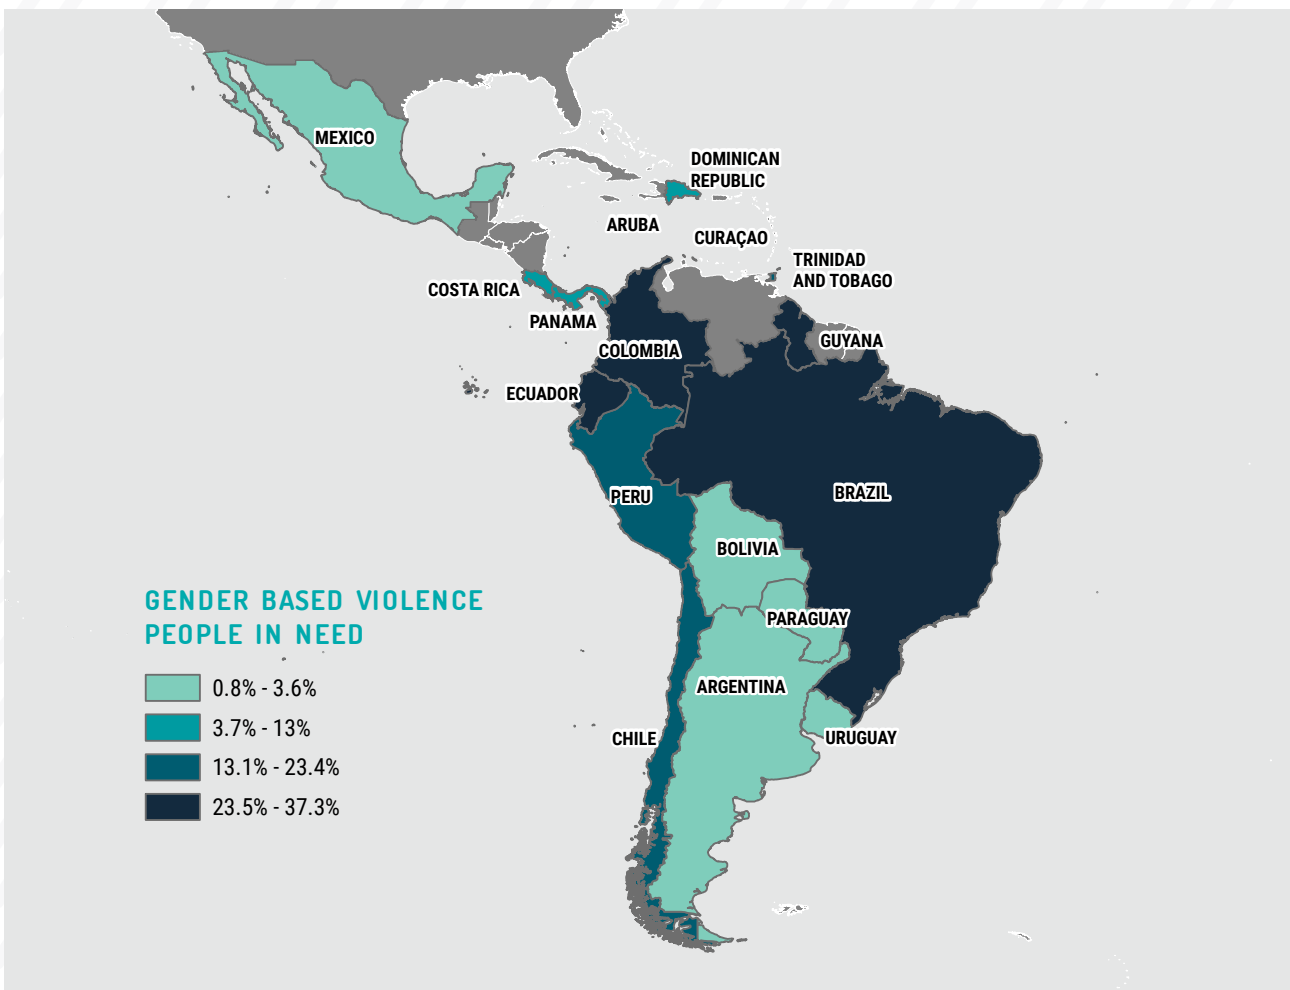 MEXICO
DOMINICAN
REPUBLIC
ARUBA
CURAÇAO
TRINIDAD
AND TOBAGO
COSTA RICA
PANAMA
GUYANA
COLOMBIA
ECUADOR
PERU
BRAZIL
BOLIVIA
PARAGUAY
ARGENTINA
CHILE
URUGUAY
GENDER BASED VIOLENCE
PEOPLE IN NEED
0.8% - 3.6%
3.7% - 13%
13.1% - 23.4%
23.5% - 37.3%